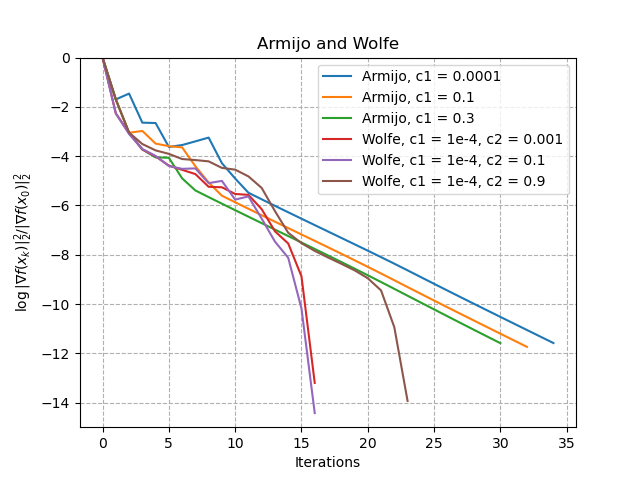 Armijo and Wolfe
log|∇f(x_k)|_2^2/|∇f(x_0)|_2^2
0
−2
−4
−6
−8
−10
−12
−14
Armijo, c1 = 0.0001
Armijo, c1 = 0.1
Armijo, c1 = 0.3
Wolfe, c1 = 1e-4, c2 = 0.001
Wolfe, c1 = 1e-4, c2 = 0.1
Wolfe, c1 = 1e-4, c2 = 0.9
0 5 10 15 20 25 30 35
Iterations